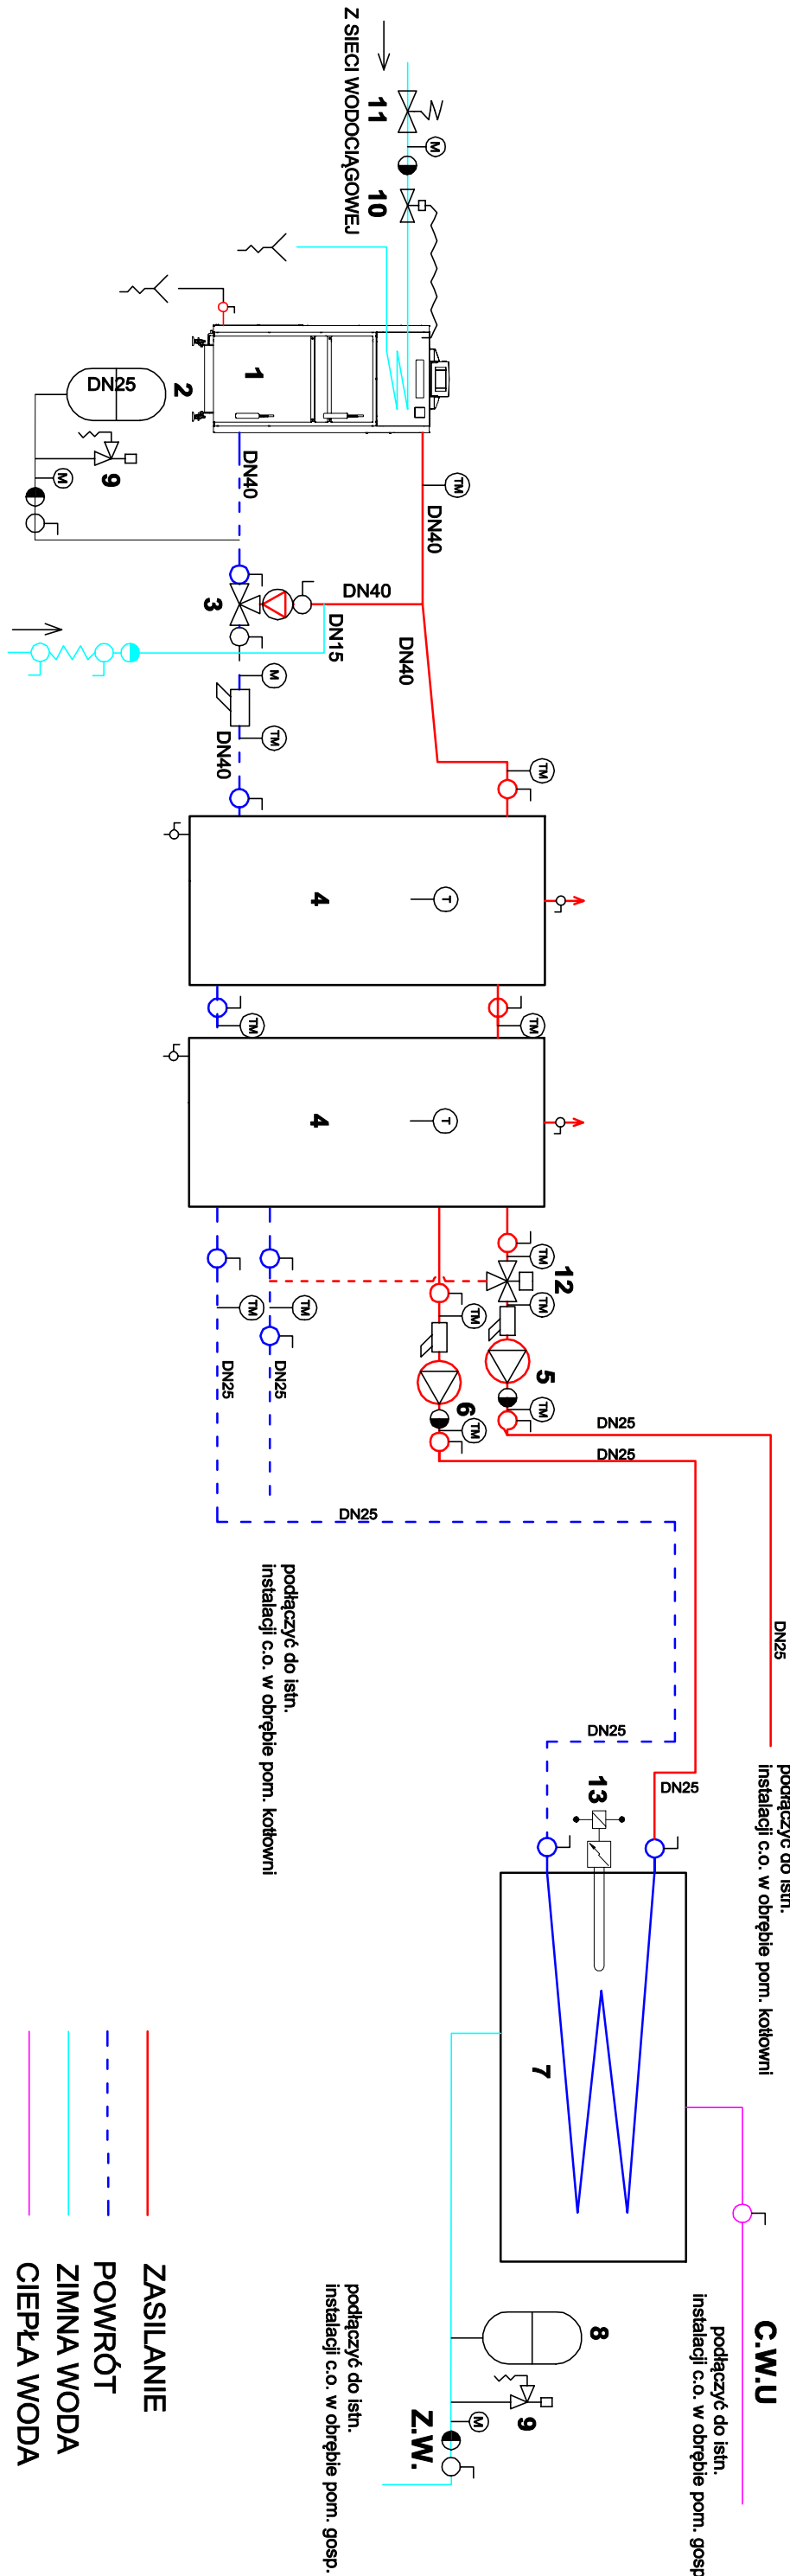 Z SIECI WODOCIĄGOWEJ
11
M
10
1
2
DN25
9
M
DN40
TM
DN40
DN40
3
DN15
DN40
M
TM
DN40
TM
4
T
TM
TM
4
T
TM
12
TM
TM
TM
TM
5
TM
6
TM
DN25
DN25
DN25
DN25
DN25
DN25
podłączyć do istn.
instalacji c.o. w obrębie pom. kotłowni
podłączyć do istn.
instalacji c.o. w obrębie pom. kotłowni
DN25
DN25
13
7
8
9
M
Z.W.
C.W.U
podłączyć do istn.
instalacji c.o. w obrębie pom. gosp.
podłączyć do istn.
instalacji c.o. w obrębie pom. gosp.
ZASILANIE
POWRÓT
ZIMNA WODA
CIEPŁA WODA